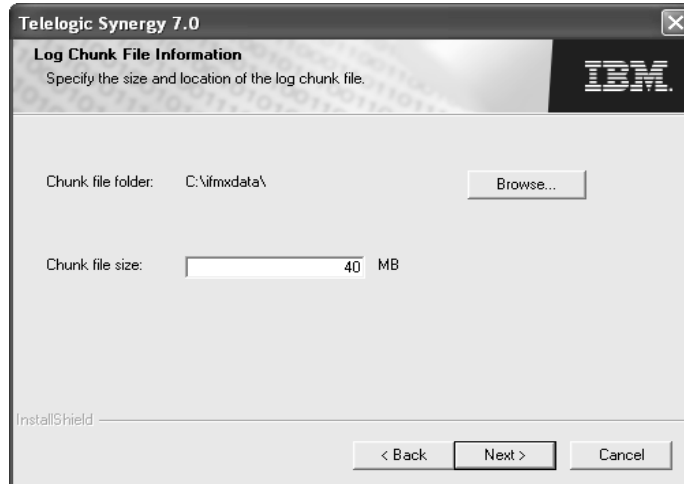 Telelogic Synergy 7.0
Log Chunk File Information
Specify the size and location of the log chunk file.
IBM.
Chunk file folder: C:\ifmxdata\ Browse...
Chunk file size: 40 MB
InstallShield
< Back Next > Cancel